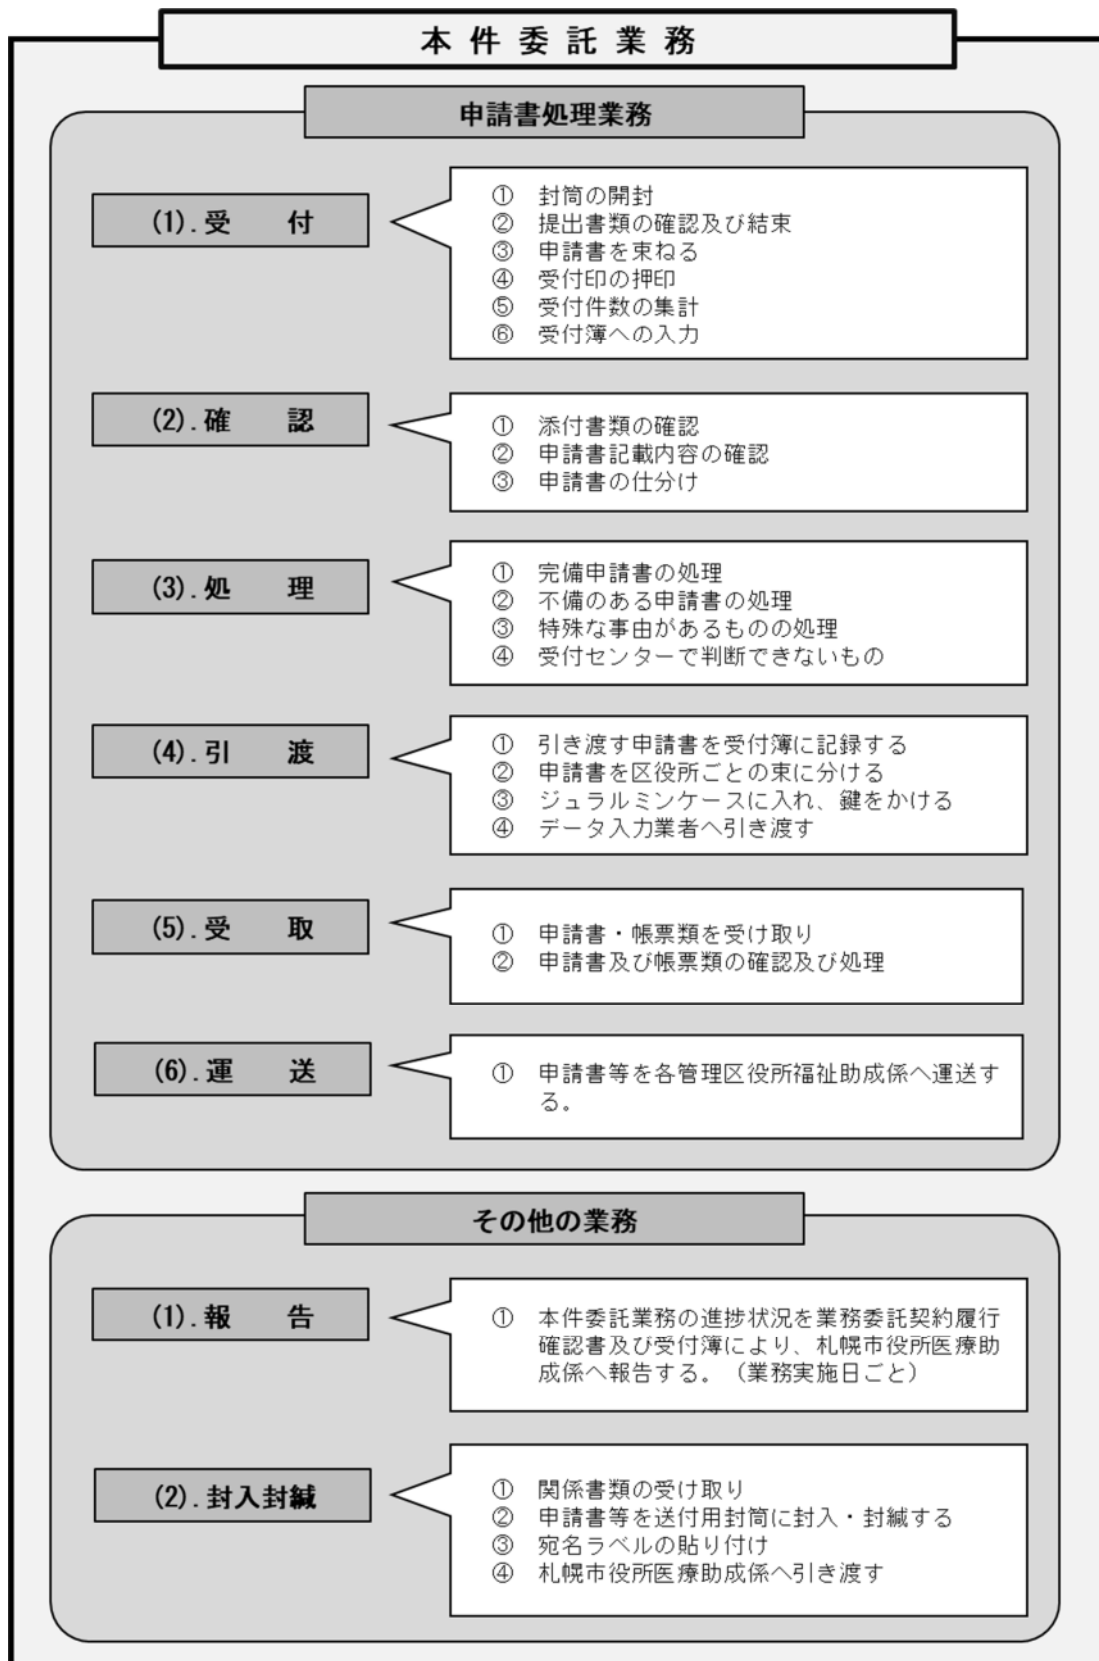 本件委託業務
申請書処理業務
(1).受　　付
① 封筒の開封
② 提出書類の確認及び結束
③ 申請書を束ねる
④ 受付印の押印
⑤ 受付件数の集計
⑥ 受付簿への入力
(2).確　　認
① 添付書類の確認
② 申請書記載内容の確認
③ 申請書の仕分け
(3).処　　理
① 完備申請書の処理
② 不備のある申請書の処理
③ 特殊な事由があるものの処理
④ 受付センターで判断できないもの
(4).引　　渡
① 引き渡す申請書を受付簿に記録する
② 申請書を区役所ごとの束に分ける
③ ジュラルミンケースに入れ、鍵をかける
④ データ入力業者へ引き渡す
(5).受　　取
① 申請書・帳票類を受け取り
② 申請書及び帳票類の確認及び処理
(6).運　　送
① 申請書等を各管理区役所福祉助成係へ運送す
る。
その他の業務
(1).報　　告
① 本件委託業務の進捗状況を業務委託契約履行
確認書及び受付簿により、札幌市役所医療助
成係へ報告する。（業務実施日ごと）
(2).封入封緘
① 関係書類の受け取り
② 申請書等を送付用封筒に封入・封緘する
③ 宛名ラベルの貼り付け
④ 札幌市役所医療助成係へ引き渡す